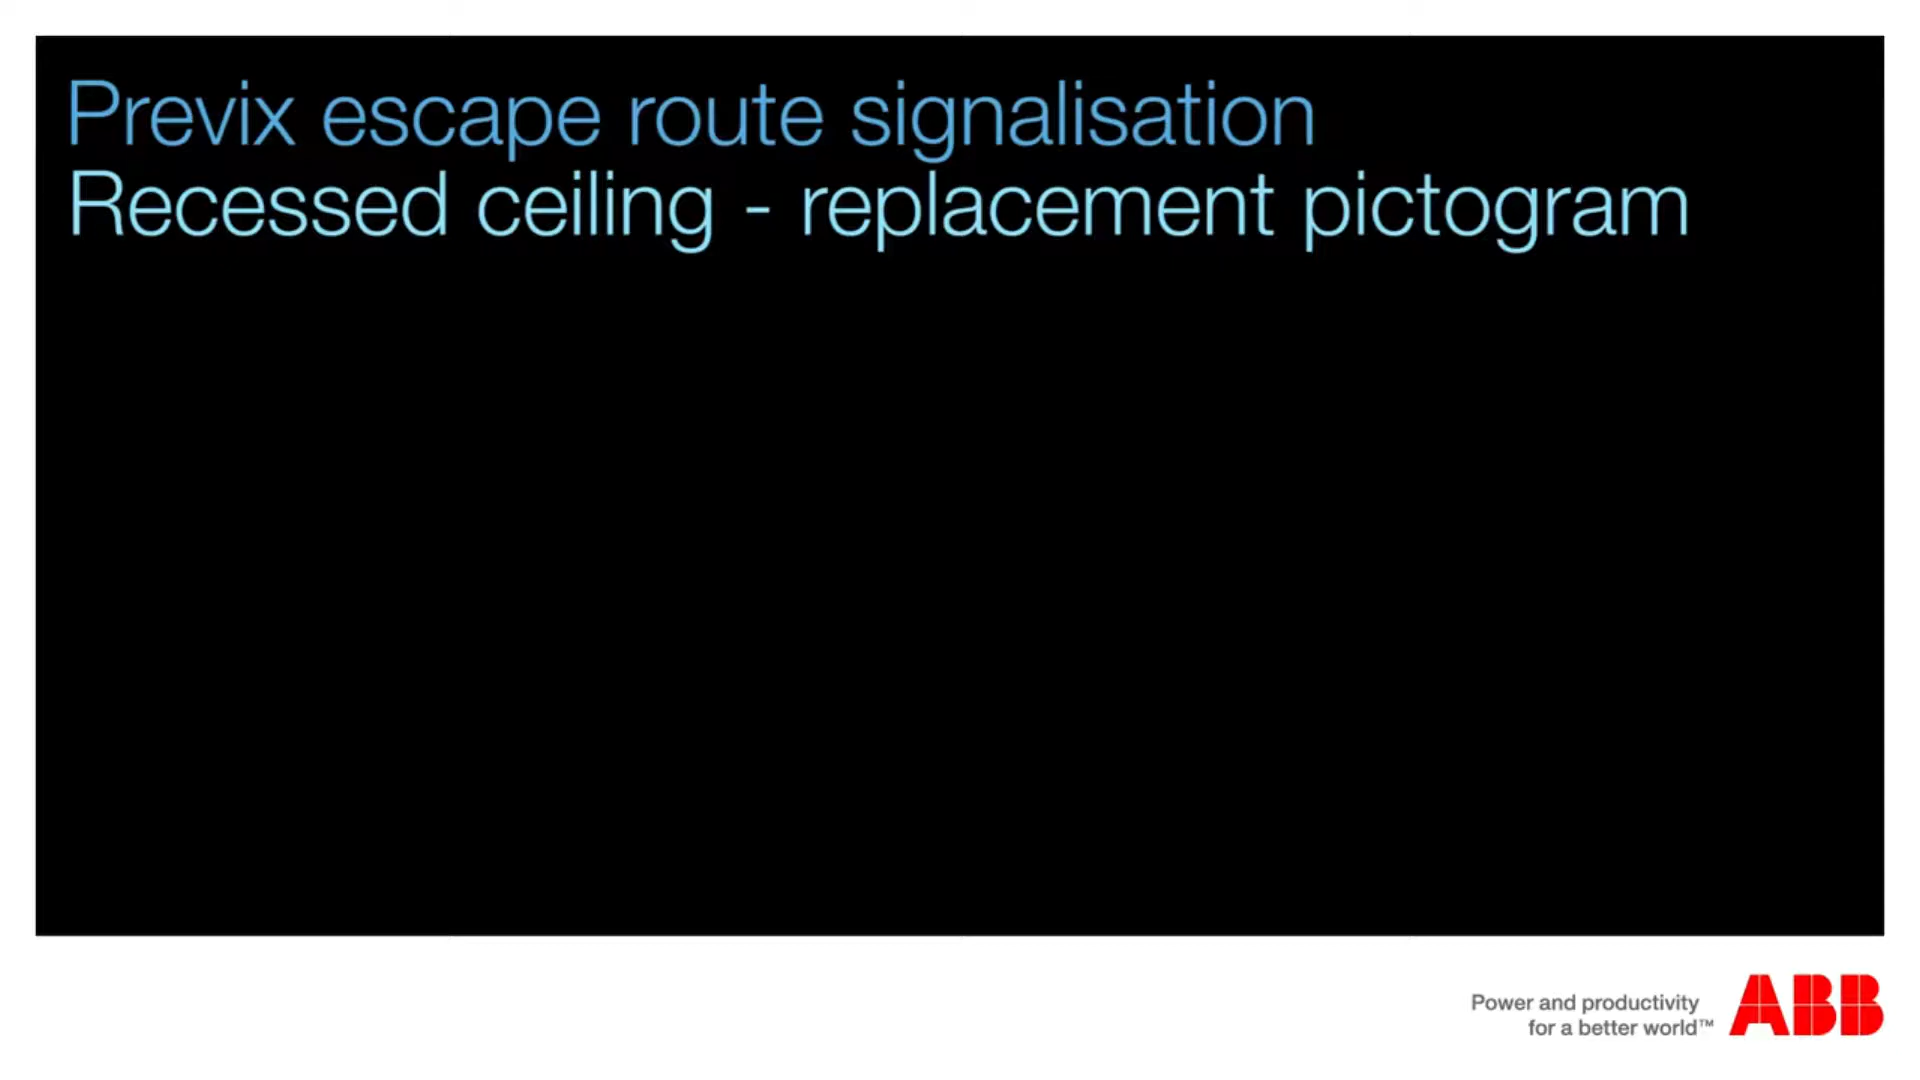 Previx escape route signalisation
Recessed ceiling - replacement pictogram
Power and productivity
for a better world™
ABB